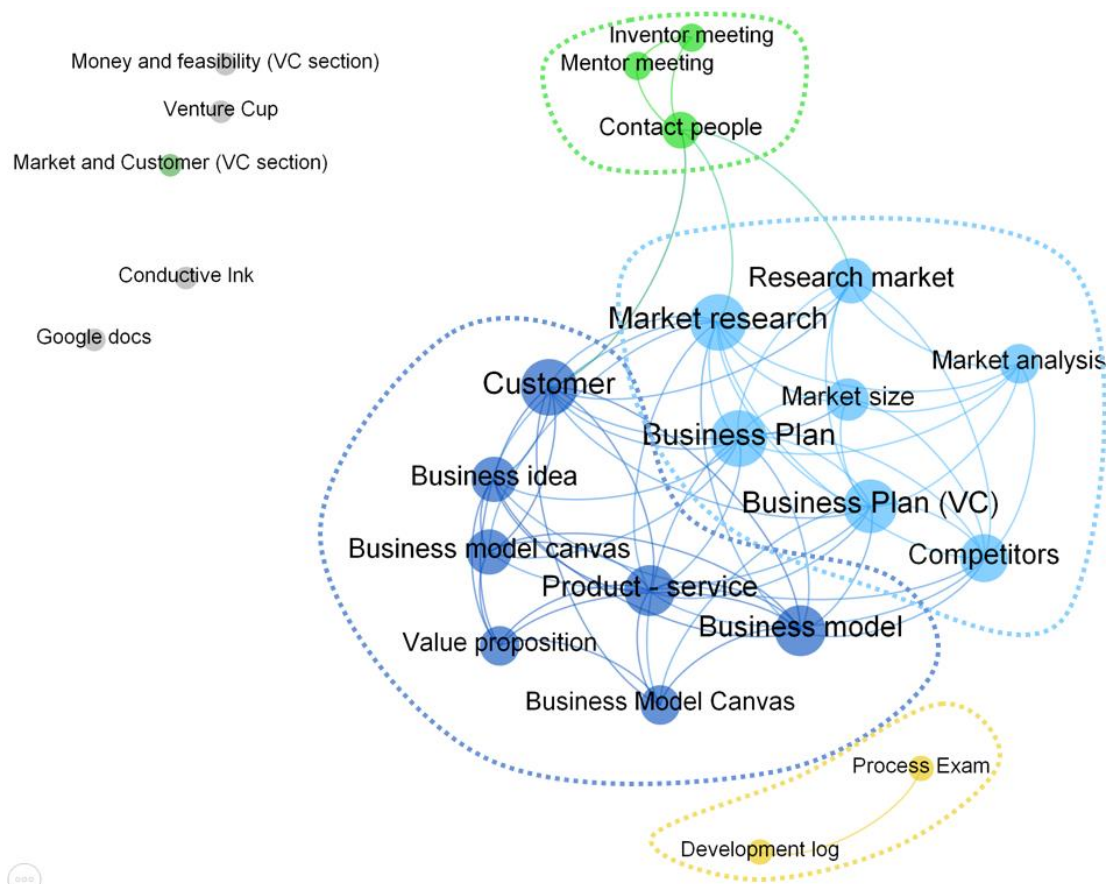 Inventor meeting
Money and feasibility (VC section)
Mentor meeting
Venture Cup
Contact people
Market and Customer (VC section)
Conductive Ink
Research market
Market research
Google docs
Market analysis
Customer
Market size
Business Plan
Business idea
Business Plan (VC)
Business model canvas
Competitors
Product - service
Business model
Value proposition
Business Model Canvas
Process Exam
Development log